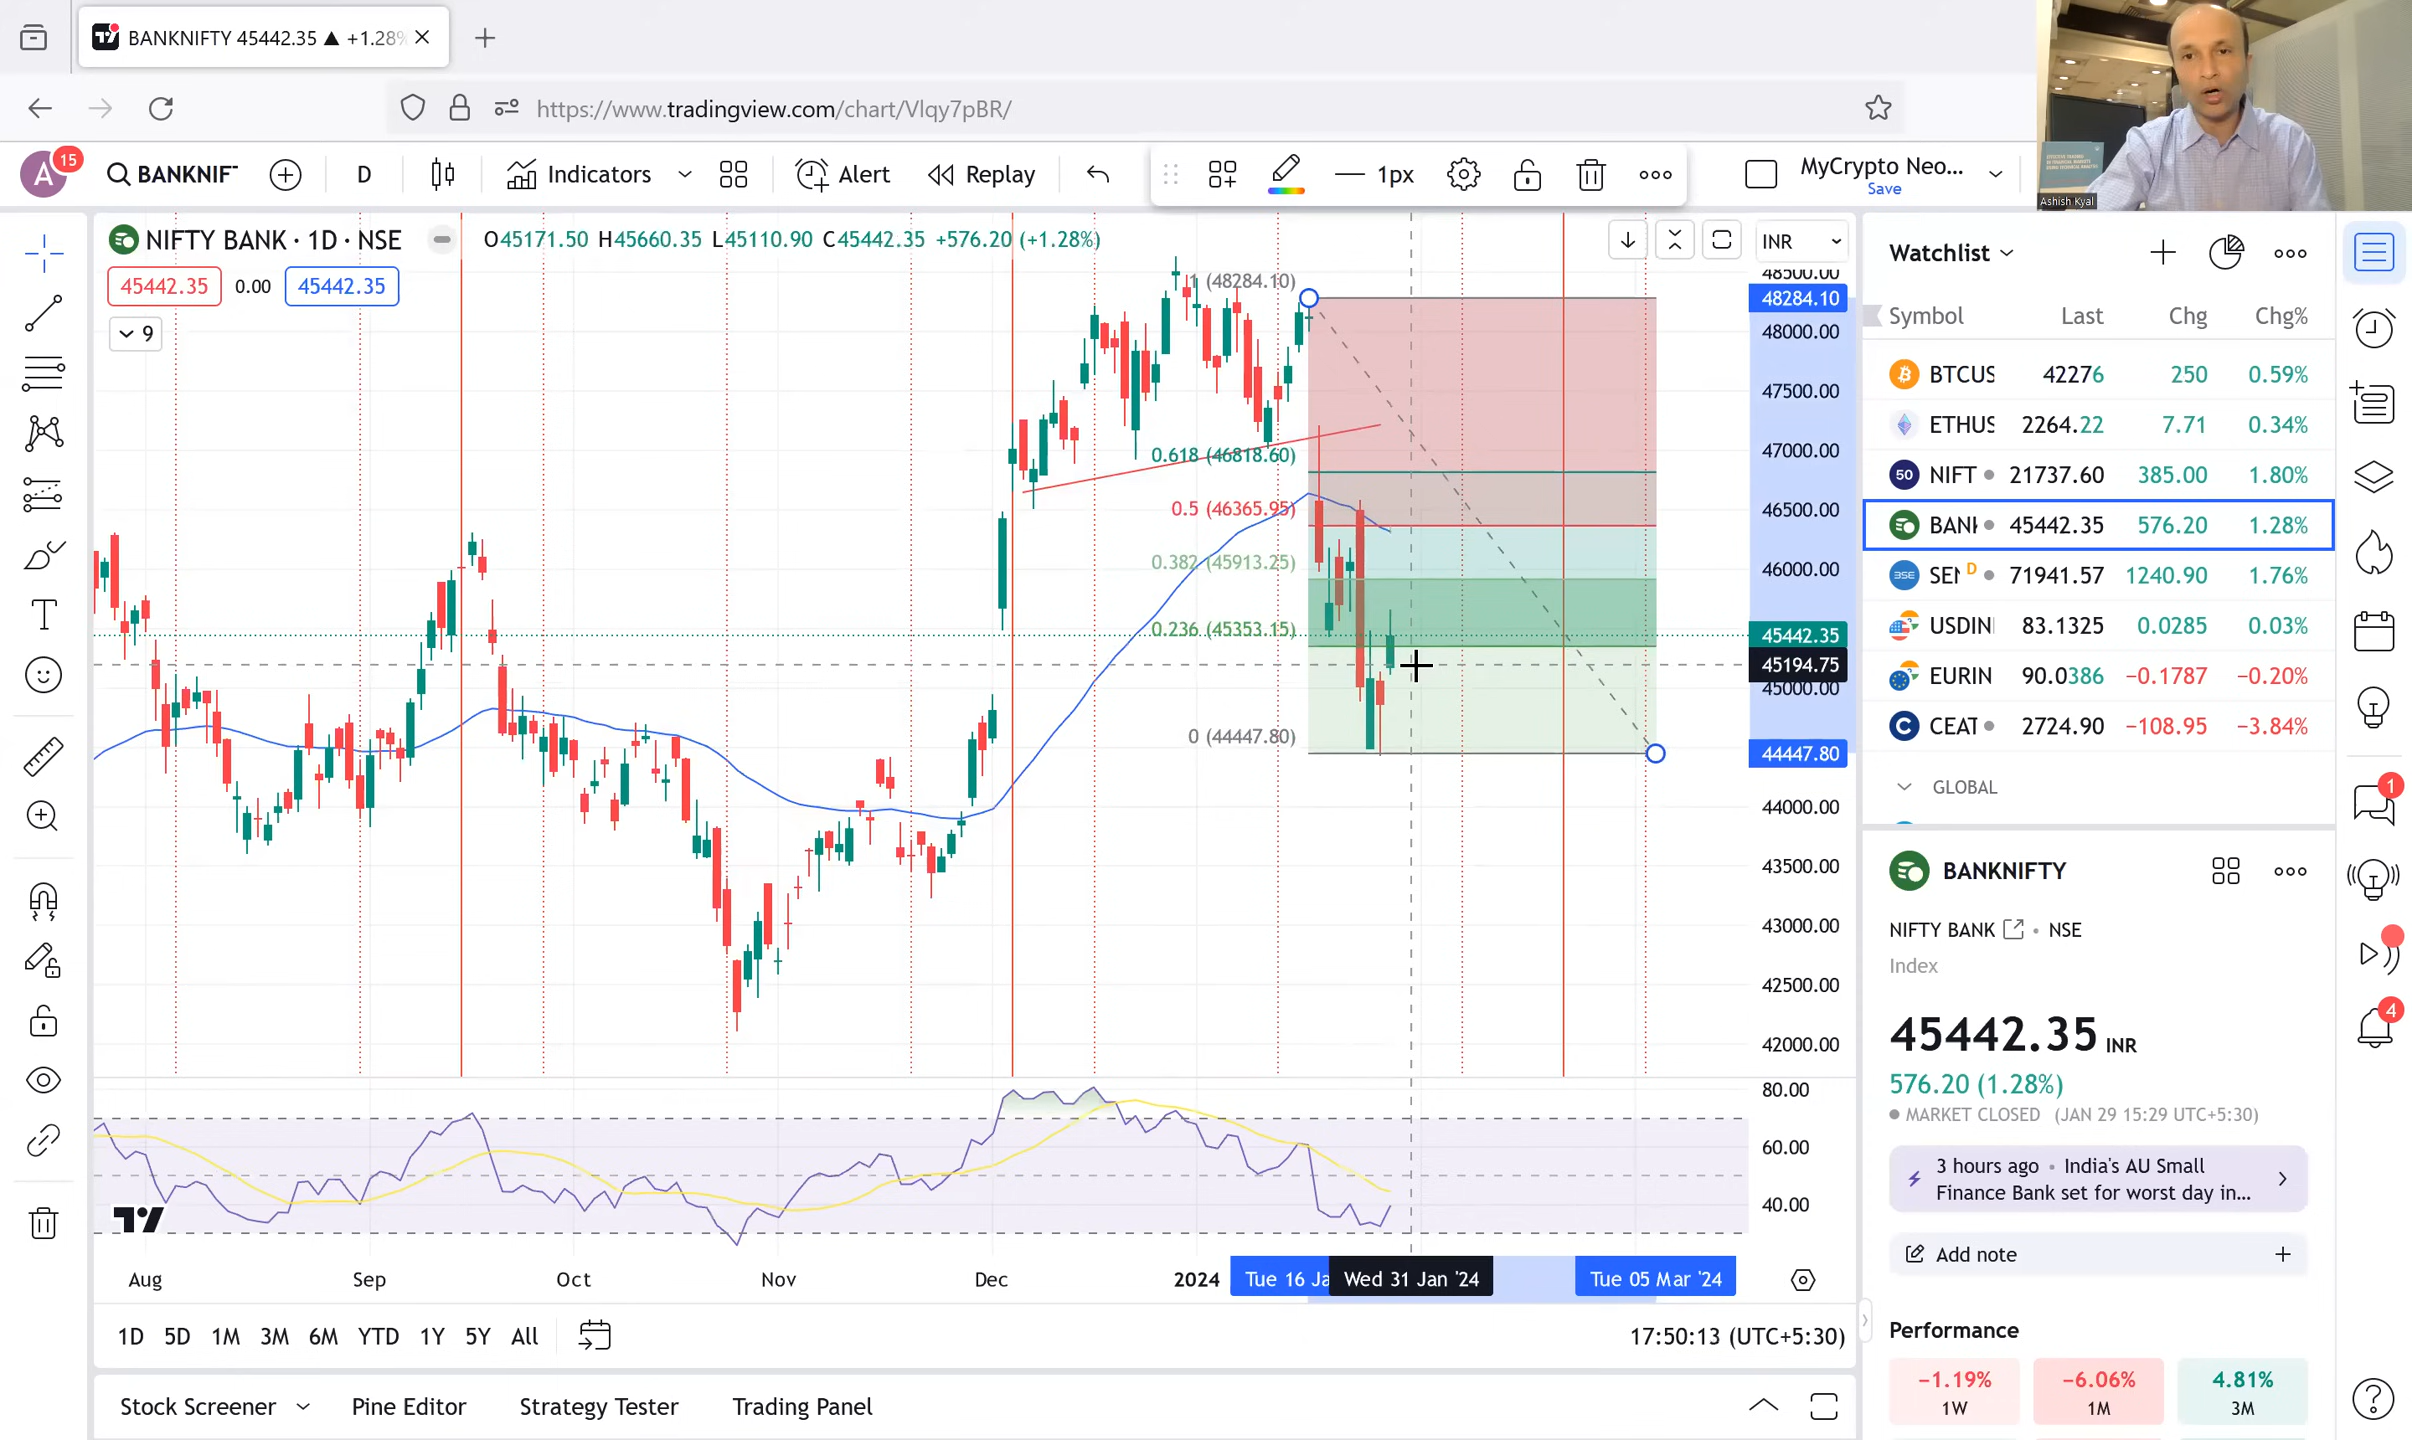 BANKNIFTY 45442.35 ▲ +1.28%
https://www.tradingview.com/chart/Vlqy7pBR/
A 15 BANKNIF D Indicators Alert Replay 1px MyCrypto Neo...
Save
Ashish Kyal
NIFTY BANK · 1D · NSE O45171.50 H45660.35 L45110.90 C45442.35 +576.20 (+1.28%)
45442.35 0.00 45442.35
9
INR
48500.00
48284.10
48000.00
47500.00
47000.00
46500.00
46000.00
45442.35
45194.75
45000.00
44447.80
44000.00
43500.00
43000.00
42500.00
42000.00
80.00
60.00
40.00
1 (48284.10)
0.618 (46818.60)
0.5 (46365.95)
0.382 (45913.25)
0.236 (45353.15)
0 (44447.80)
Aug Sep Oct Nov Dec 2024 Tue 16 Ja Wed 31 Jan '24 Tue 05 Mar '24
1D 5D 1M 3M 6M YTD 1Y 5Y All 17:50:13 (UTC+5:30)
Stock Screener Pine Editor Strategy Tester Trading Panel
Watchlist
Symbol Last Chg Chg%
BTCUS 42276 250 0.59%
ETHUS 2264.22 7.71 0.34%
50 NIFT 21737.60 385.00 1.80%
BANK 45442.35 576.20 1.28%
BSE SEN D 71941.57 1240.90 1.76%
USDIN 83.1325 0.0285 0.03%
EURIN 90.0386 −0.1787 −0.20%
C CEAT 2724.90 −108.95 −3.84%
GLOBAL
BANKNIFTY
NIFTY BANK • NSE
Index
45442.35 INR
576.20 (1.28%)
MARKET CLOSED (JAN 29 15:29 UTC+5:30)
3 hours ago • India's AU Small
Finance Bank set for worst day in...
Add note
Performance
−1.19% −6.06% 4.81%
1W 1M 3M
1
4